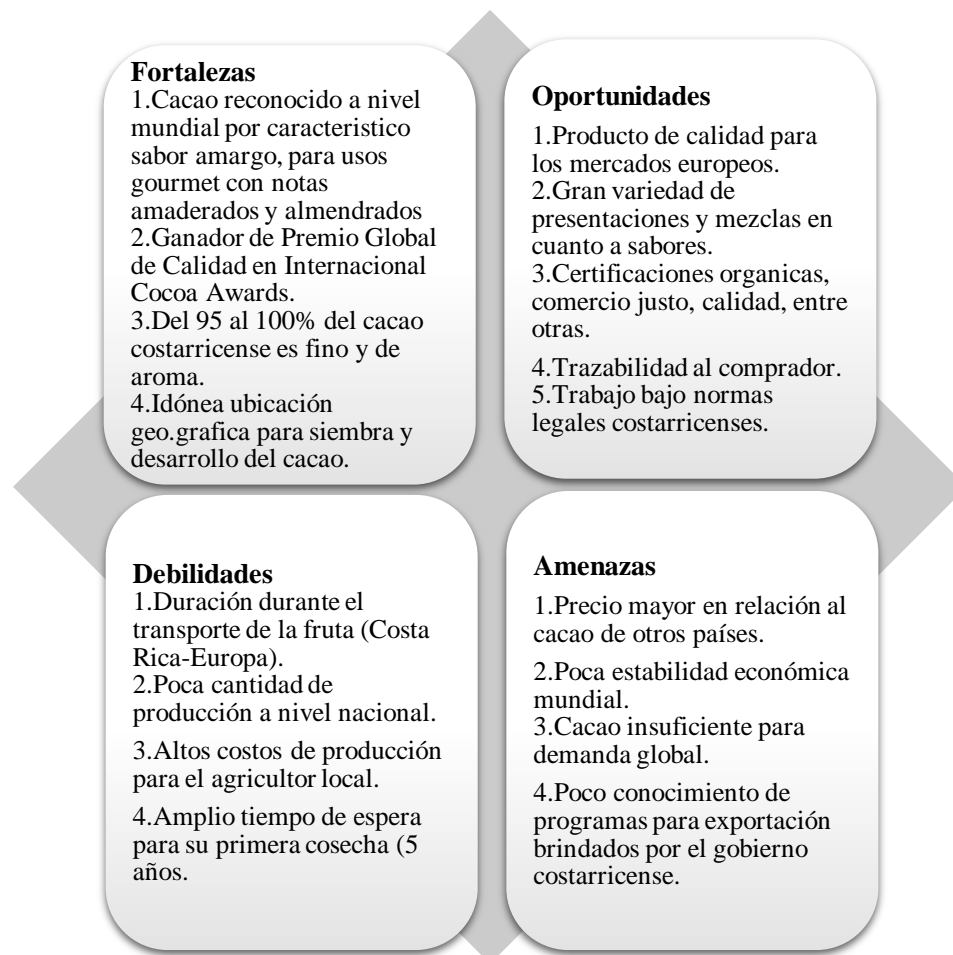 Fortalezas
1.Cacao reconocido a nivel
mundial por caracteristico
sabor amargo, para usos
gourmet con notas
amaderados y almendrados
2.Ganador de Premio Global
de Calidad en Internacional
Cocoa Awards.
3.Del 95 al 100% del cacao
costarricense es fino y de
aroma.
4.Idónea ubicación
geo.grafica para siembra y
desarrollo del cacao.
Oportunidades
1.Producto de calidad para
los mercados europeos.
2.Gran variedad de
presentaciones y mezclas en
cuanto a sabores.
3.Certificaciones organicas,
comercio justo, calidad, entre
otras.
4.Trazabilidad al comprador.
5.Trabajo bajo normas
legales costarricenses.
Debilidades
1.Duración durante el
transporte de la fruta (Costa
Rica-Europa).
2.Poca cantidad de
producción a nivel nacional.
3.Altos costos de producción
para el agricultor local.
4.Amplio tiempo de espera
para su primera cosecha (5
años.
Amenazas
1.Precio mayor en relación al
cacao de otros países.
2.Poca estabilidad económica
mundial.
3.Cacao insuficiente para
demanda global.
4.Poco conocimiento de
programas para exportación
brindados por el gobierno
costarricense.